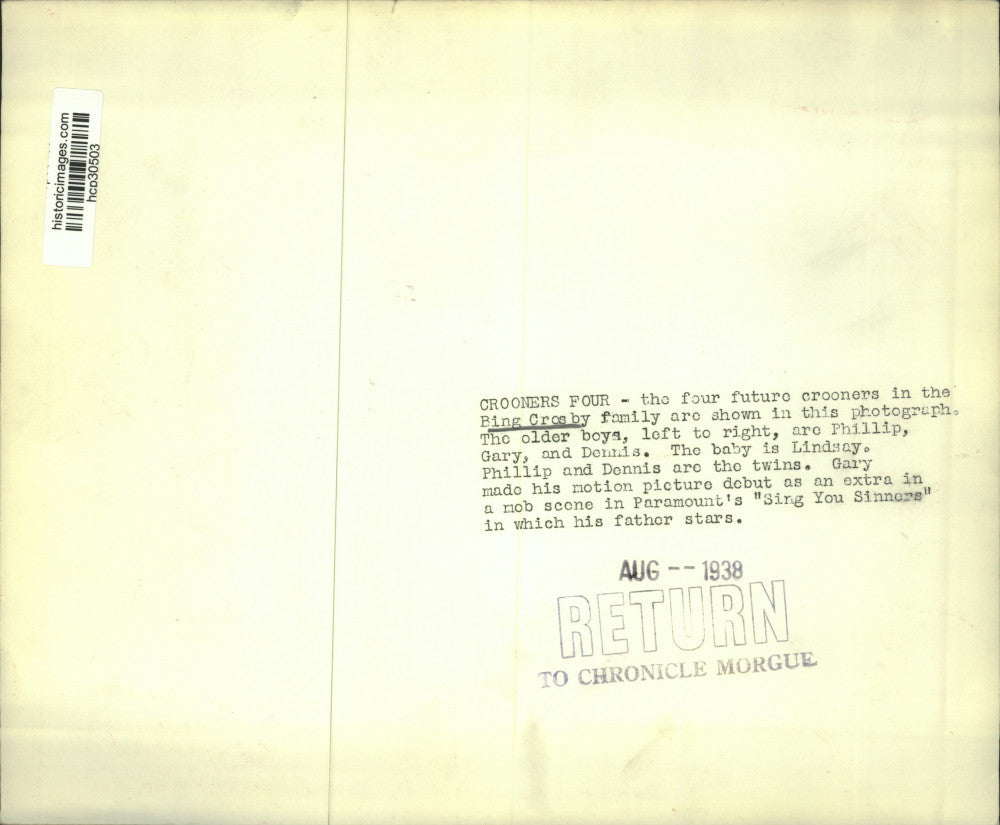 historicimages.com
hcp30503
CROONERS FOUR - the four future crooners in the
Bing Crosby family are shown in this photograph.
The older boys, left to right, are Phillip,
Gary, and Dennis. The baby is Lindsay.
Phillip and Dennis are the twins. Gary
made his motion picture debut as an extra in
a mob scene in Paramount's "Sing You Sinners"
in which his father stars.
AUG -- 1938
RETURN
TO CHRONICLE MORGUE